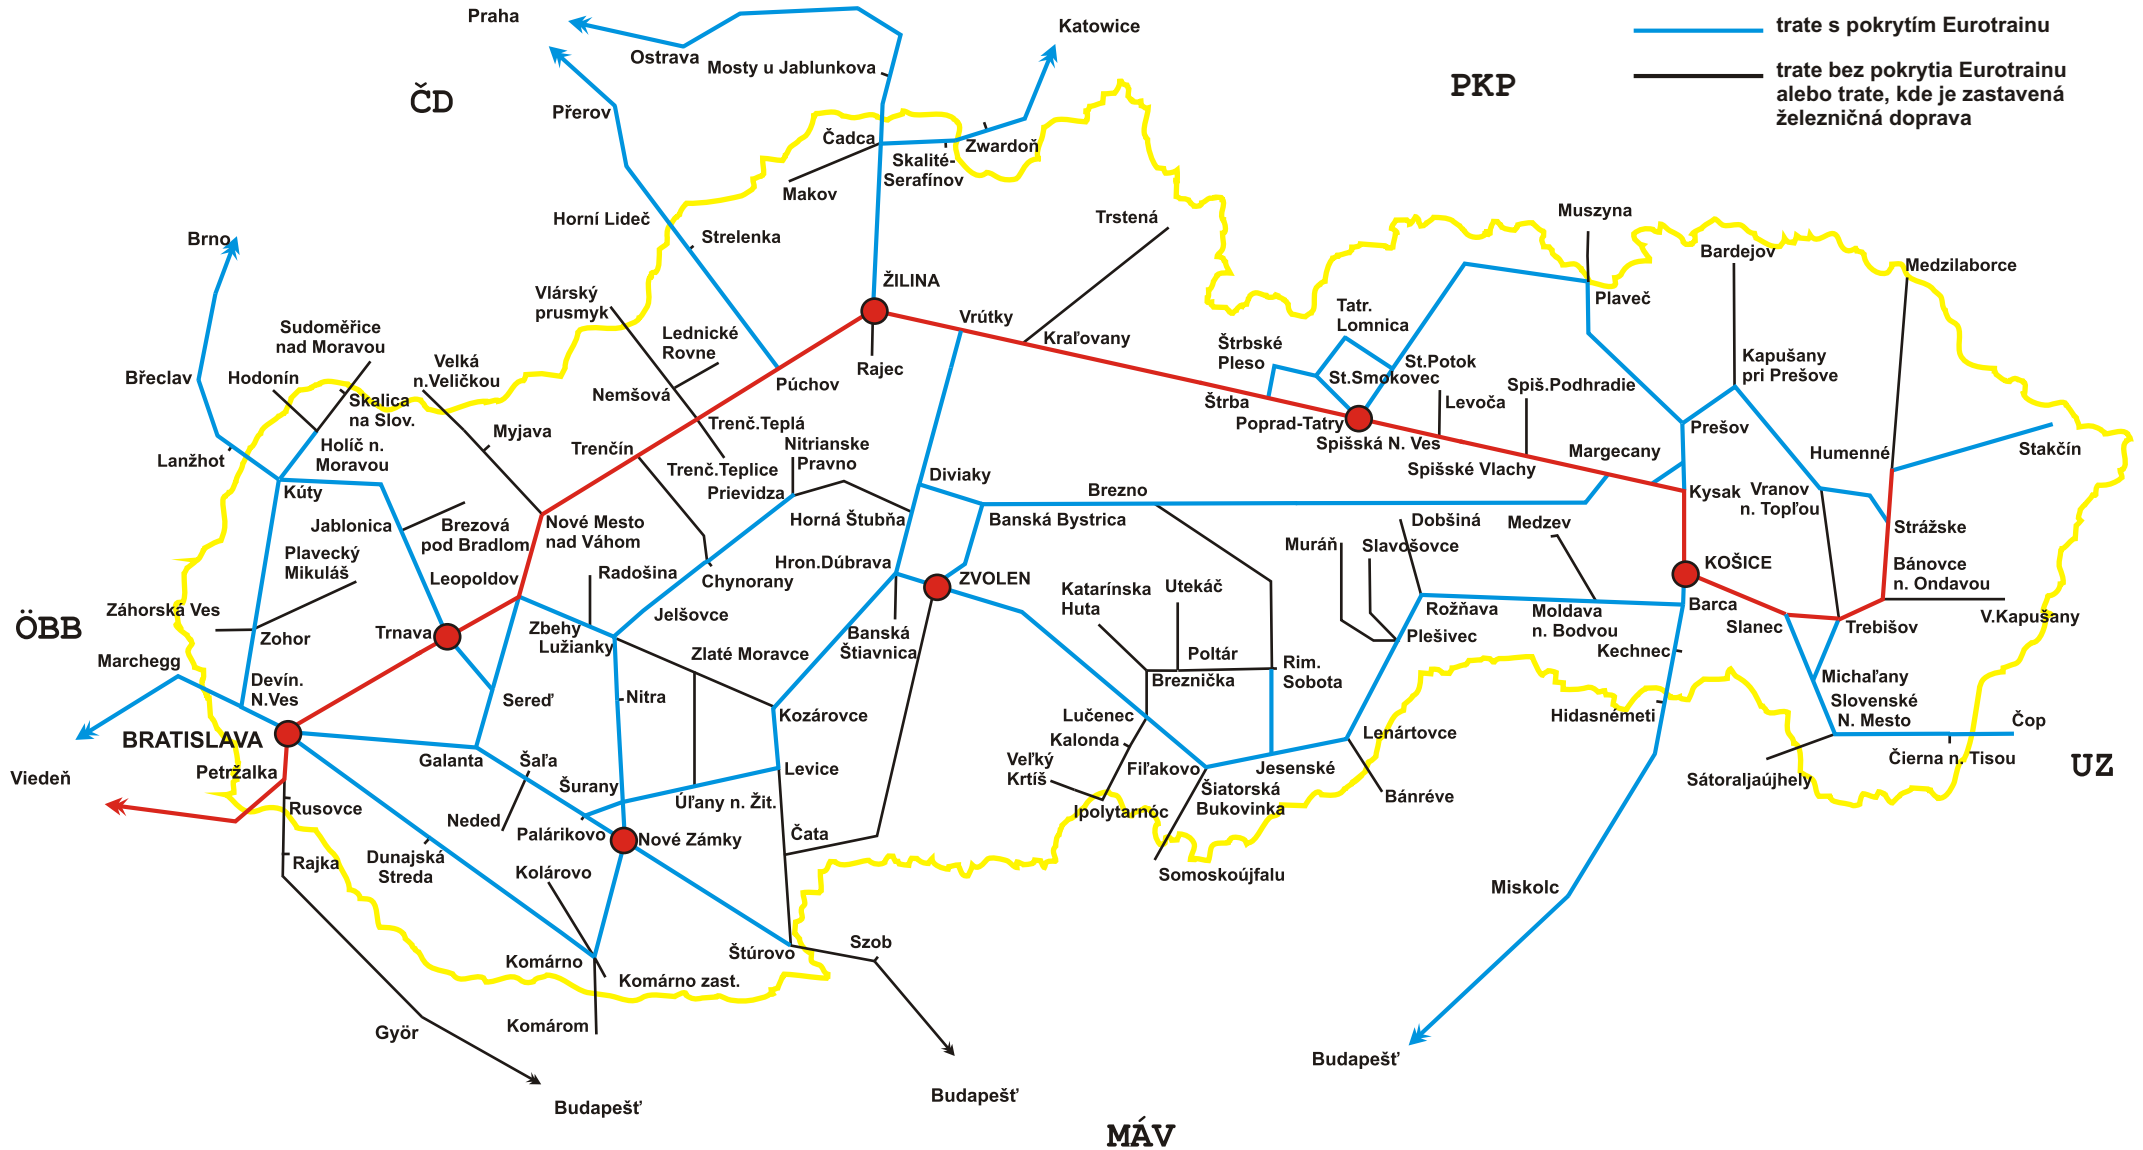 Praha
Katowice
trate s pokrytím Eurotrainu
Ostrava
Mosty u Jablunkova
trate bez pokrytia Eurotrainu
alebo trate, kde je zastavená
železničná doprava
PKP
ČD
Přerov
Čadca
Zwardoň
Skalité-
Serafínov
Makov
Horní Lideč
Strelenka
Trstená
Muszyna
Brno
Bardejov
Medzilaborce
ŽILINA
Vlárský
prusmyk
Plaveč
Tatr.
Lomnica
Vrútky
Sudoměřice
nad Moravou
Lednické
Rovne
Kraľovany
Štrbské
Pleso
Kapušany
pri Prešove
Velká
n.Veličkou
Rajec
St.Potok
Břeclav
Hodonín
Púchov
St.Smokovec
Spiš.Podhradie
Nemšová
Skalica
na Slov.
Štrba
Levoča
Poprad-Tatry
Trenč.Teplá
Prešov
Myjava
Holíč n.
Moravou
Trenčín
Nitrianske
Pravno
Spišská N. Ves
Margecany
Humenné
Stakčín
Lanžhot
Trenč.Teplice
Spišské Vlachy
Diviaky
Kúty
Prievidza
Brezno
Kysak
Vranov
n. Topľou
Jablonica
Brezová
pod Bradlom
Nové Mesto
nad Váhom
Horná Štubňa
Banská Bystrica
Dobšiná
Medzev
Strážske
Plavecký
Mikuláš
Muráň
Slavošovce
Hron.Dúbrava
KOŠICE
Bánovce
n. Ondavou
Leopoldov
Radošina
Chynorany
ZVOLEN
Katarínska
Huta
Utekáč
Záhorská Ves
Jelšovce
Rožňava
Moldava
n. Bodvou
Barca
V.Kapušany
ÖBB
Zohor
Trnava
Zbehy
Lužianky
Banská
Štiavnica
Plešivec
Slanec
Trebišov
Marchegg
Zlaté Moravce
Poltár
Kechnec
Rim.
Sobota
Breznička
Michaľany
Devín.
N.Ves
Sereď
Nitra
Kozárovce
Lučenec
Hidasnémeti
Slovenské
N. Mesto
Čop
BRATISLAVA
Kalonda
Lenártovce
Galanta
Šaľa
Veľký
Krtíš
Fiľakovo
Jesenské
Čierna n. Tisou
UZ
Viedeň
Petržalka
Levice
Sátoraljaújhely
Šurany
Šiatorská
Bukovinka
Bánréve
Rusovce
Úľany n. Žit.
Ipolytarnóc
Neded
Palárikovo
Nové Zámky
Čata
Rajka
Dunajská
Streda
Kolárovo
Somoskoújfalu
Miskolc
Szob
Štúrovo
Komárno
Komárno zast.
Györ
Komárom
Budapešť
Budapešť
Budapešť
MÁV